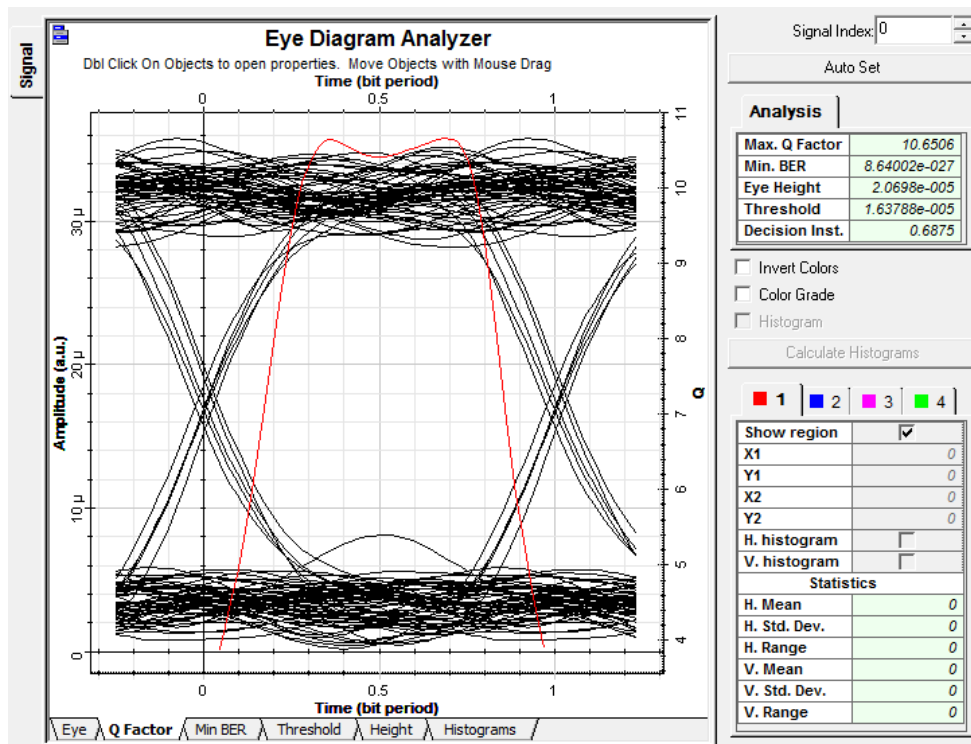 Signal
Eye Diagram Analyzer
Dbl Click On Objects to open properties. Move Objects with Mouse Drag
Time (bit period)
0 0.5 1
Amplitude (a.u.)
30 µ
20 µ
10 µ
0
11
10
9
8
7
6
5
4
Q
0 0.5 1
Time (bit period)
Eye Q Factor Min BER Threshold Height Histograms
Signal Index: 0
Auto Set
Analysis
Max. Q Factor 10.6506
Min. BER 8.64002e-027
Eye Height 2.0698e-005
Threshold 1.63788e-005
Decision Inst. 0.6875
Invert Colors
Color Grade
Histogram
Calculate Histograms
1 2 3 4
Show region
X1 0
Y1 0
X2 0
Y2 0
H. histogram
V. histogram
Statistics
H. Mean 0
H. Std. Dev. 0
H. Range 0
V. Mean 0
V. Std. Dev. 0
V. Range 0